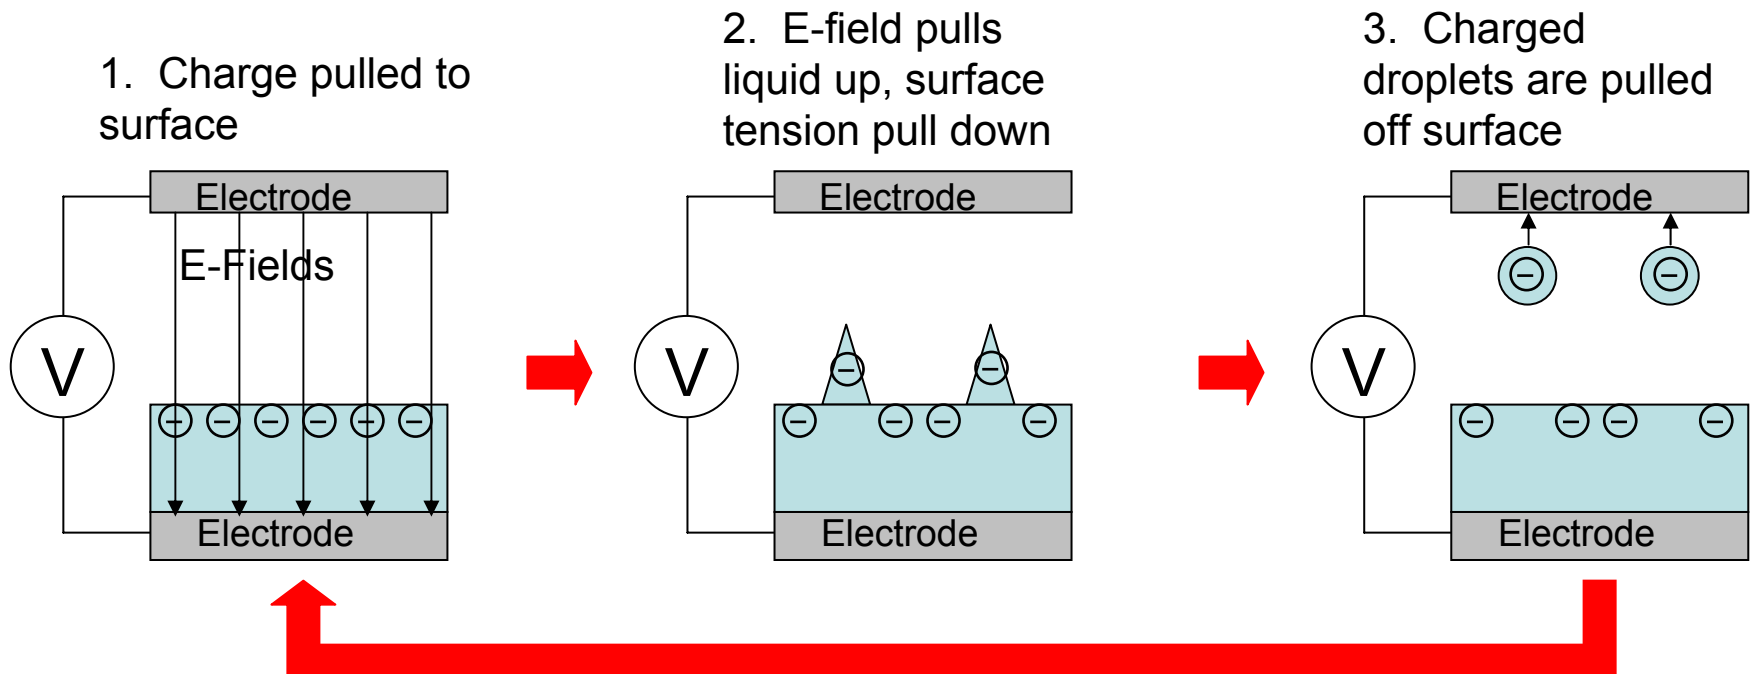 1. Charge pulled to
surface
Electrode
E-Fields
V
− − − − − −
Electrode
2. E-field pulls
liquid up, surface
tension pull down
Electrode
V
− −
− − − −
Electrode
3. Charged
droplets are pulled
off surface
Electrode
− −
V
− − − −
Electrode